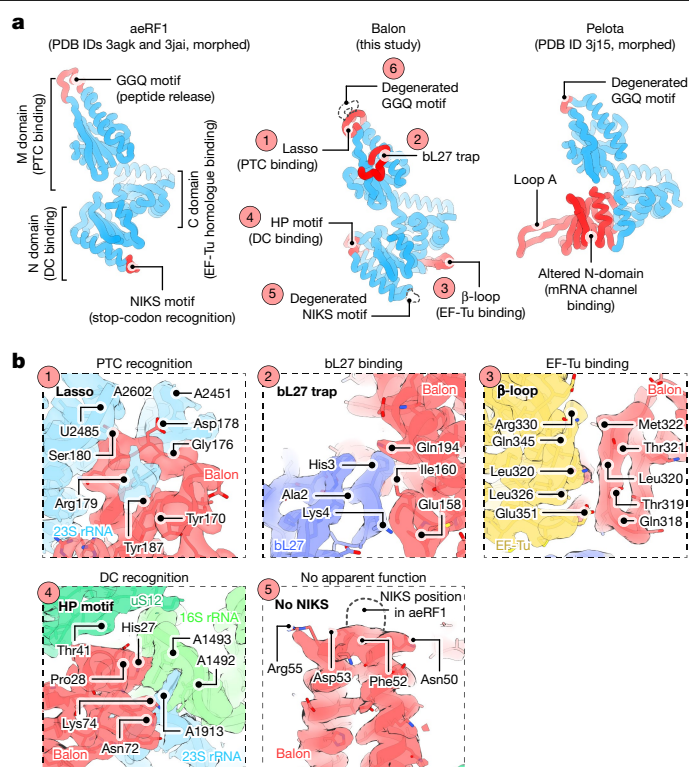 a
aeRF1
(PDB IDs 3agk and 3jai, morphed)
Balon
(this study)
Pelota
(PDB ID 3j15, morphed)
GGQ motif
(peptide release)
M domain
(PTC binding)
C domain
(EF-Tu homologue binding)
N domain
(DC binding)
NIKS motif
(stop-codon recognition)
6
Degenerated
GGQ motif
1
Lasso
(PTC binding)
2
bL27 trap
4
HP motif
(DC binding)
5
Degenerated
NIKS motif
3
β-loop
(EF-Tu binding)
Degenerated
GGQ motif
Loop A
Altered N-domain
(mRNA channel
binding)
b
PTC recognition
1
Lasso
A2602
A2451
U2485
Asp178
Ser180
Gly176
Balon
Arg179
Tyr170
23S rRNA
Tyr187
bL27 binding
2
bL27 trap
Balon
Gln194
His3
Ile160
Ala2
Glu158
Lys4
bL27
EF-Tu binding
3
β-loop
Balon
Arg330
Met322
Gln345
Thr321
Leu320
Leu320
Leu326
Thr319
Glu351
Gln318
EF-Tu
DC recognition
4
HP motif
uS12
16S rRNA
His27
A1493
Thr41
A1492
Pro28
Lys74
Asn72
A1913
Balon
23S rRNA
No apparent function
5
No NIKS
NIKS position
in aeRF1
Arg55
Asp53
Phe52
Asn50
Balon